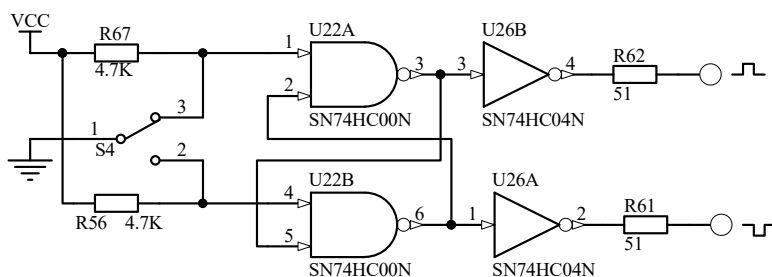 VCC
R67
4.7K
U22A
U26B
1
3
3
4
R62
51
2
3
1
S4
SN74HC00N
SN74HC04N
2
U22B
U26A
4
R56
4.7K
6
1
2
R61
51
5
SN74HC00N
SN74HC04N